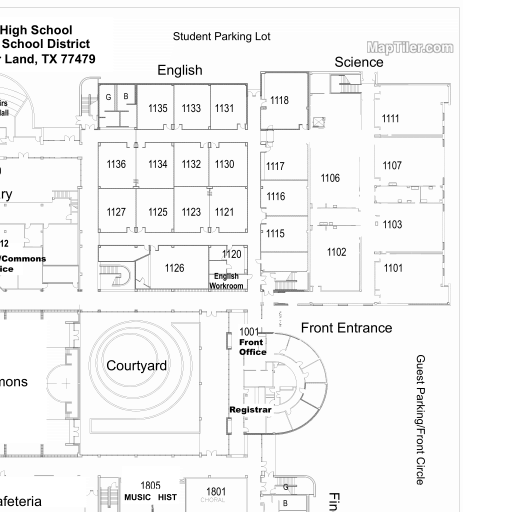 High School
School District
r Land, TX 77479
Student Parking Lot
MapTiler.com
English
Science
G
B
1135
1133
1131
1118
1111
irs
Hall
1136
1134
1132
1130
1117
1106
1107
ary
1127
1125
1123
1121
1116
1115
1103
12
/Commons
ice
1126
1120
English
Workroom
1102
1101
1001
Front
Office
Front Entrance
Courtyard
mons
Registrar
Guest Parking/Front Circle
1805
MUSIC HIST
1801
CHORAL
G
B
afeteria
Fin